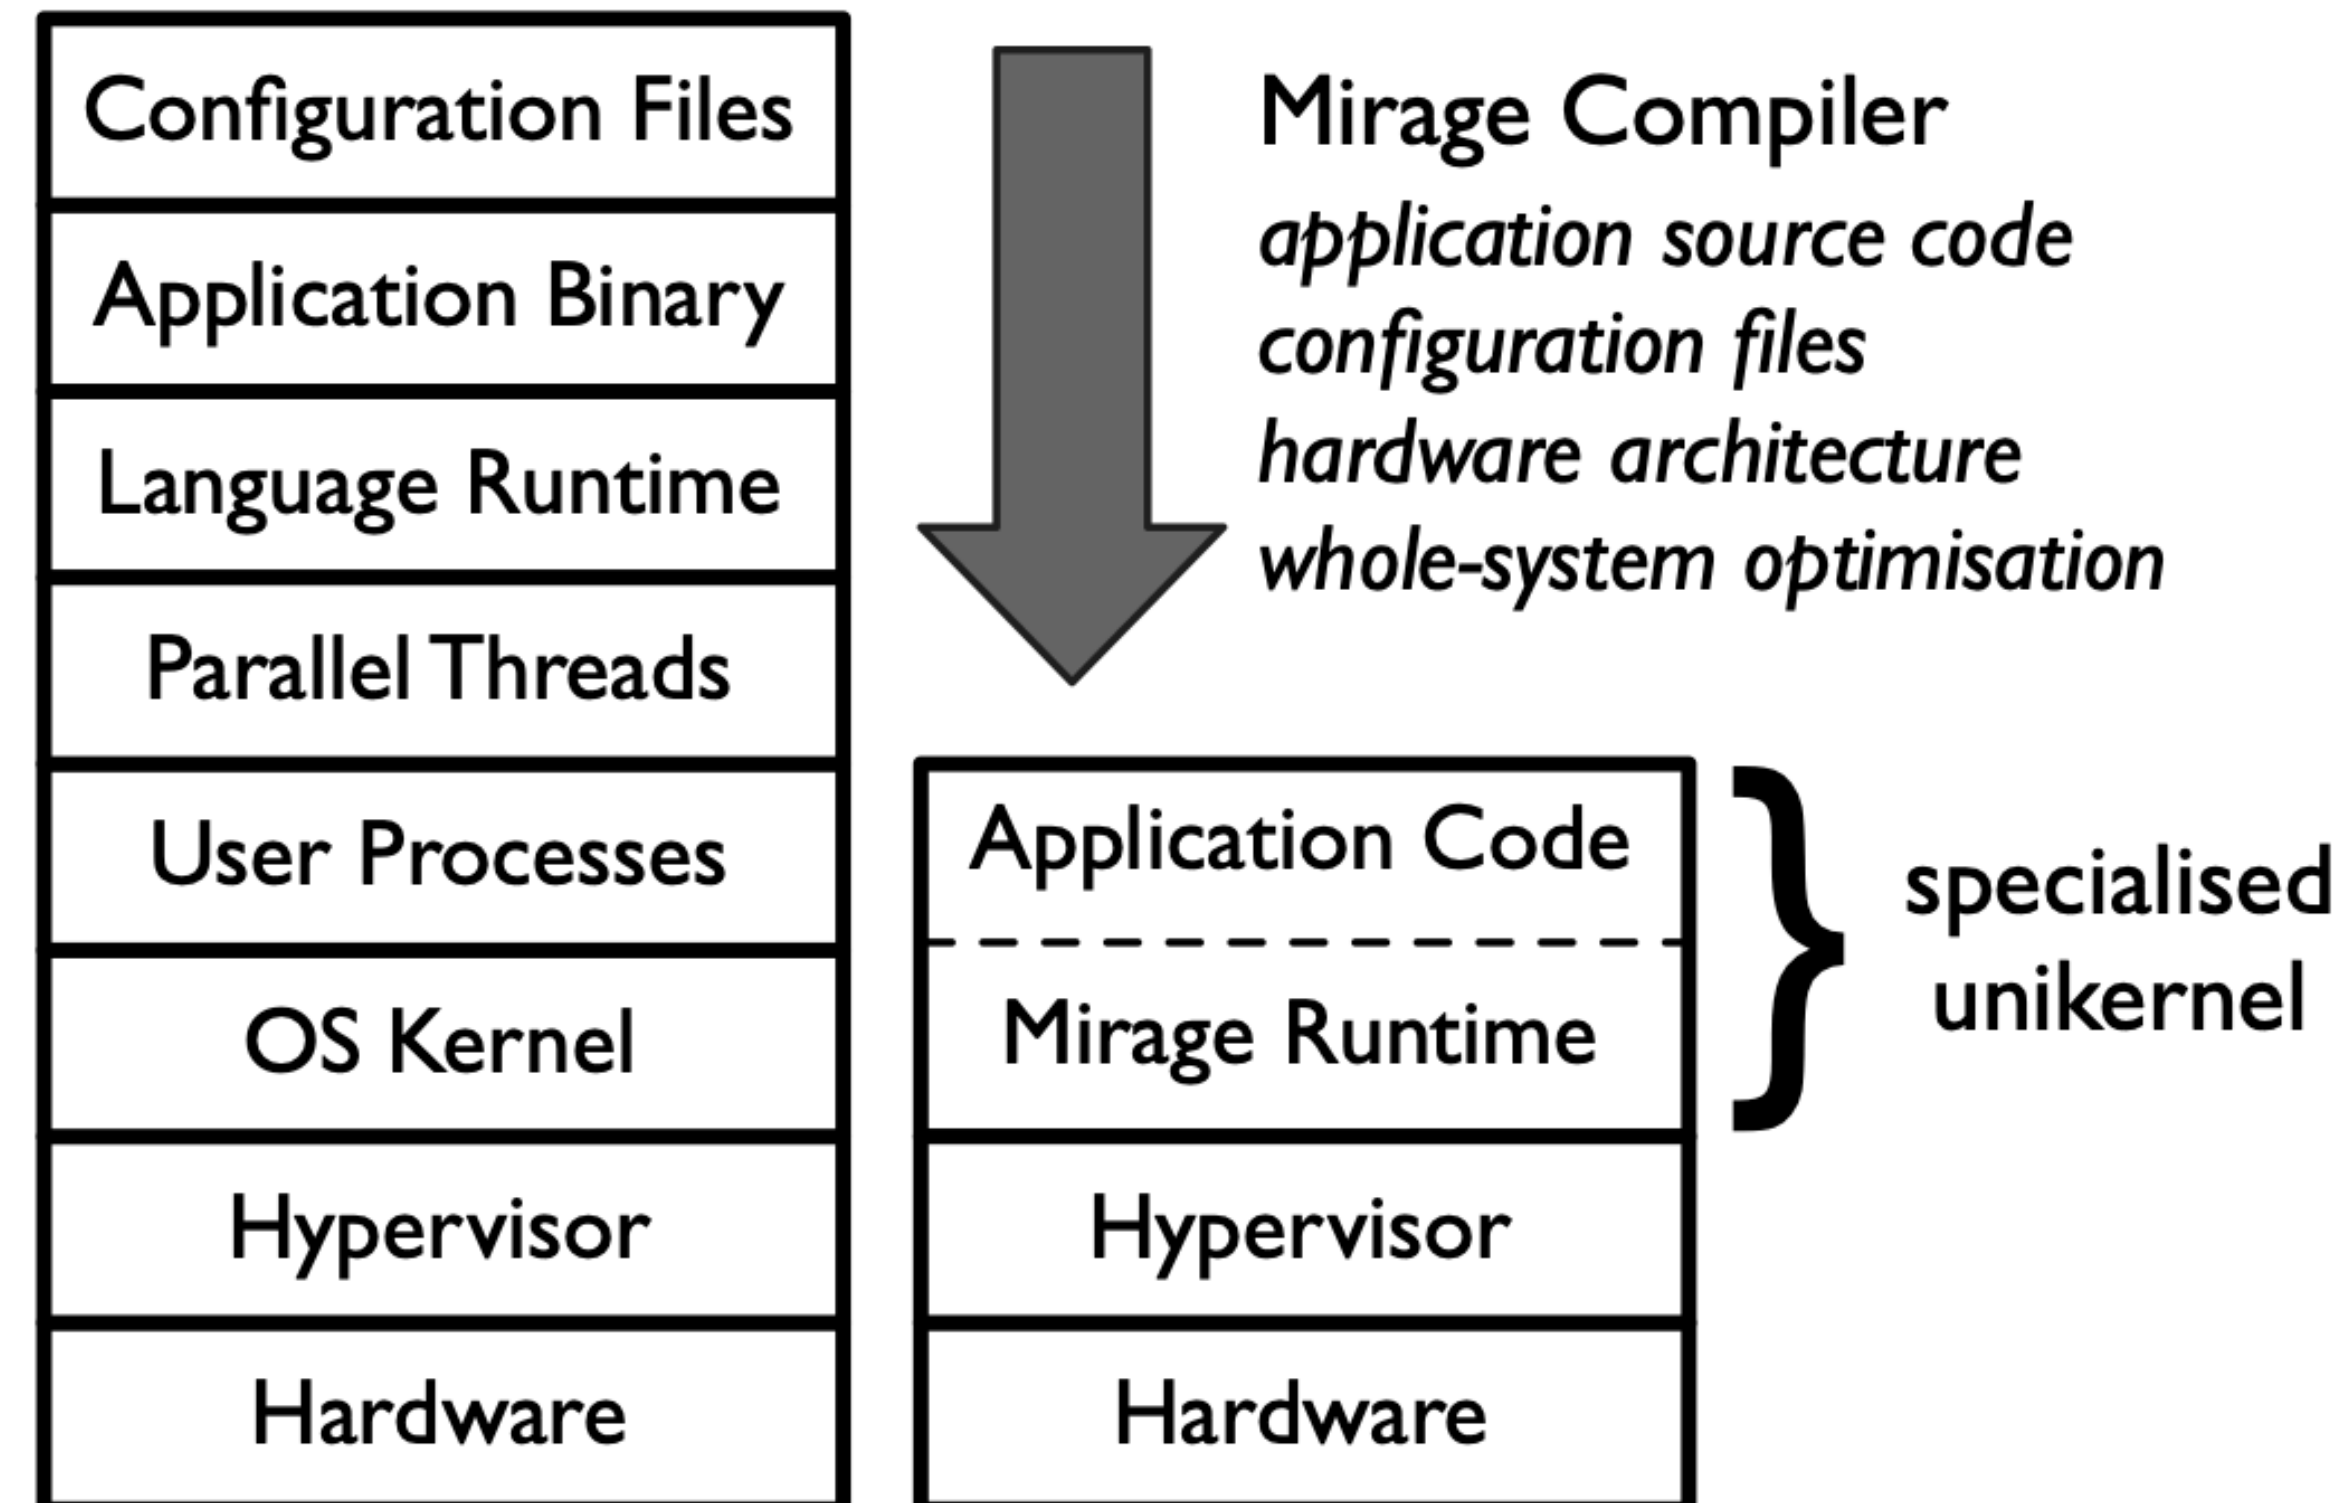 Configuration Files
Application Binary
Language Runtime
Parallel Threads
User Processes
OS Kernel
Hypervisor
Hardware
Mirage Compiler
application source code
configuration files
hardware architecture
whole-system optimisation
Application Code
Mirage Runtime
Hypervisor
Hardware
specialised
unikernel